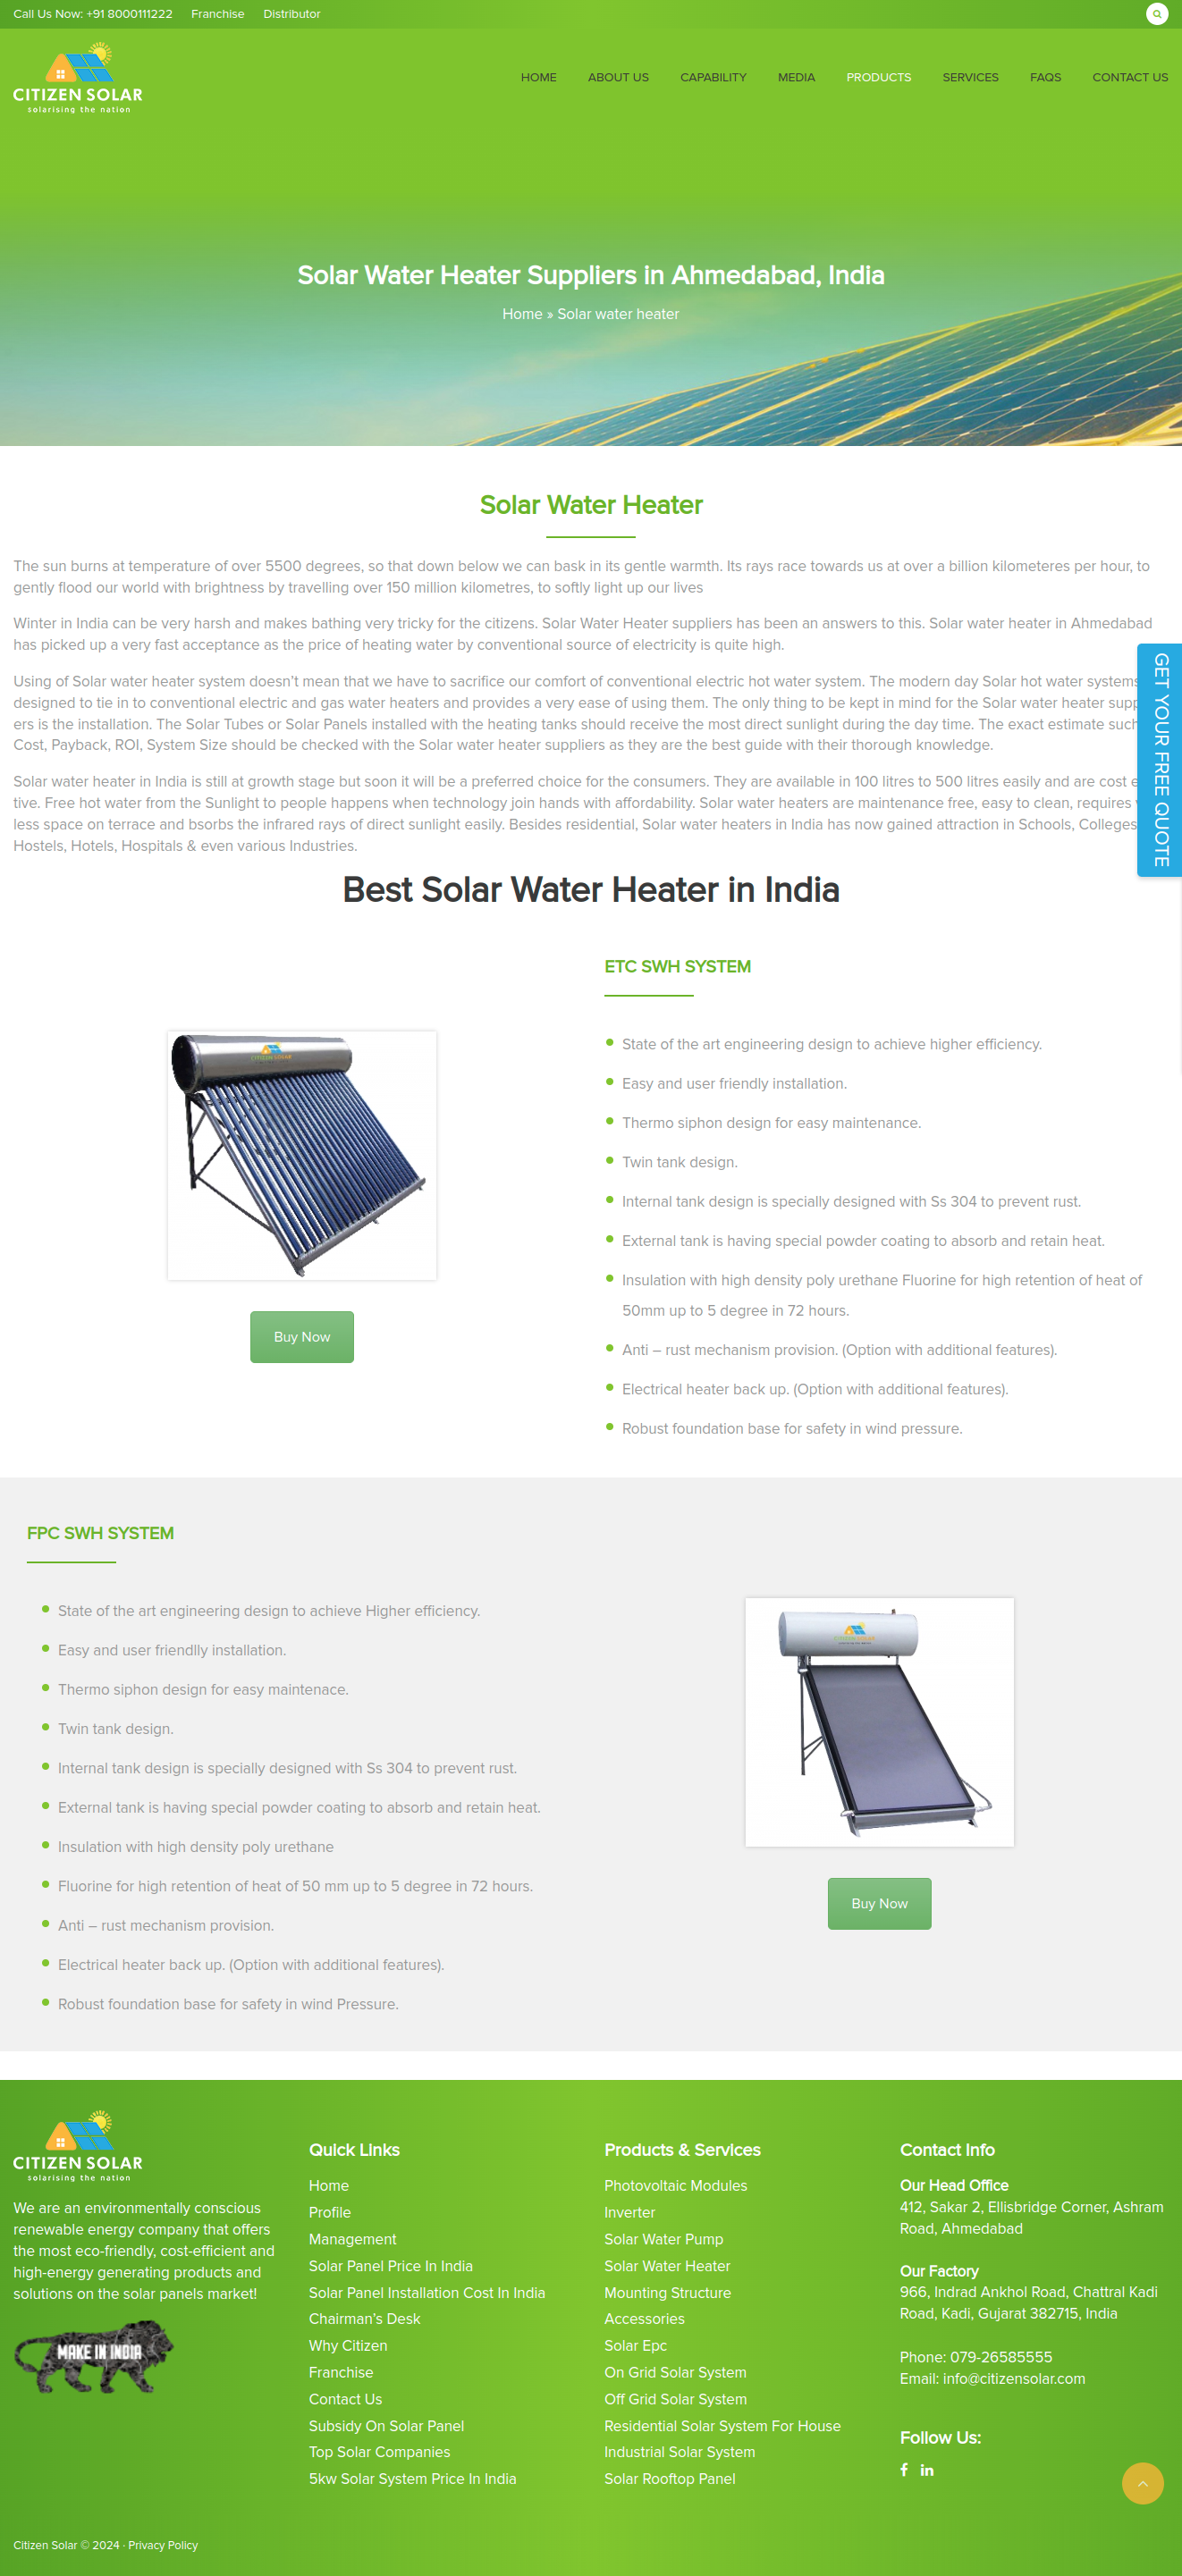 Call Us Now: +91 8000111222 Franchise Distributor
CITIZEN SOLAR
solarising the nation
HOME ABOUT US CAPABILITY MEDIA PRODUCTS SERVICES FAQS CONTACT US
Solar Water Heater Suppliers in Ahmedabad, India
Home » Solar water heater
Solar Water Heater
The sun burns at temperature of over 5500 degrees, so that down below we can bask in its gentle warmth. Its rays race towards us at over a billion kilometeres per hour, to
gently flood our world with brightness by travelling over 150 million kilometres, to softly light up our lives
Winter in India can be very harsh and makes bathing very tricky for the citizens. Solar Water Heater suppliers has been an answers to this. Solar water heater in Ahmedabad
has picked up a very fast acceptance as the price of heating water by conventional source of electricity is quite high.
Using of Solar water heater system doesn't mean that we have to sacrifice our comfort of conventional electric hot water system. The modern day Solar hot water systems
designed to tie in to conventional electric and gas water heaters and provides a very ease of using them. The only thing to be kept in mind for the Solar water heater supp
ers is the installation. The Solar Tubes or Solar Panels installed with the heating tanks should receive the most direct sunlight during the day time. The exact estimate such
Cost, Payback, ROI, System Size should be checked with the Solar water heater suppliers as they are the best guide with their thorough knowledge.
Solar water heater in India is still at growth stage but soon it will be a preferred choice for the consumers. They are available in 100 litres to 500 litres easily and are cost
tive. Free hot water from the Sunlight to people happens when technology join hands with affordability. Solar water heaters are maintenance free, easy to clean, requires
less space on terrace and bsorbs the infrared rays of direct sunlight easily. Besides residential, Solar water heaters in India has now gained attraction in Schools, Colleges
Hostels, Hotels, Hospitals & even various Industries.
GET YOUR FREE QUOTE
Best Solar Water Heater in India
ETC SWH SYSTEM
CITIZEN SOLAR
Buy Now
State of the art engineering design to achieve higher efficiency.
Easy and user friendly installation.
Thermo siphon design for easy maintenance.
Twin tank design.
Internal tank design is specially designed with Ss 304 to prevent rust.
External tank is having special powder coating to absorb and retain heat.
Insulation with high density poly urethane Fluorine for high retention of heat of
50mm up to 5 degree in 72 hours.
Anti – rust mechanism provision. (Option with additional features).
Electrical heater back up. (Option with additional features).
Robust foundation base for safety in wind pressure.
FPC SWH SYSTEM
State of the art engineering design to achieve Higher efficiency.
Easy and user friendlly installation.
Thermo siphon design for easy maintenace.
Twin tank design.
Internal tank design is specially designed with Ss 304 to prevent rust.
External tank is having special powder coating to absorb and retain heat.
Insulation with high density poly urethane
Fluorine for high retention of heat of 50 mm up to 5 degree in 72 hours.
Anti – rust mechanism provision.
Electrical heater back up. (Option with additional features).
Robust foundation base for safety in wind Pressure.
CITIZEN SOLAR
Buy Now
CITIZEN SOLAR
solarising the nation
We are an environmentally conscious
renewable energy company that offers
the most eco-friendly, cost-efficient and
high-energy generating products and
solutions on the solar panels market!
MAKE IN INDIA
Quick Links
Home
Profile
Management
Solar Panel Price In India
Solar Panel Installation Cost In India
Chairman's Desk
Why Citizen
Franchise
Contact Us
Subsidy On Solar Panel
Top Solar Companies
5kw Solar System Price In India
Products & Services
Photovoltaic Modules
Inverter
Solar Water Pump
Solar Water Heater
Mounting Structure
Accessories
Solar Epc
On Grid Solar System
Off Grid Solar System
Residential Solar System For House
Industrial Solar System
Solar Rooftop Panel
Contact Info
Our Head Office
412, Sakar 2, Ellisbridge Corner, Ashram
Road, Ahmedabad
Our Factory
966, Indrad Ankhol Road, Chattral Kadi
Road, Kadi, Gujarat 382715, India
Phone: 079-26585555
Email: info@citizensolar.com
Follow Us:
Citizen Solar © 2024 · Privacy Policy